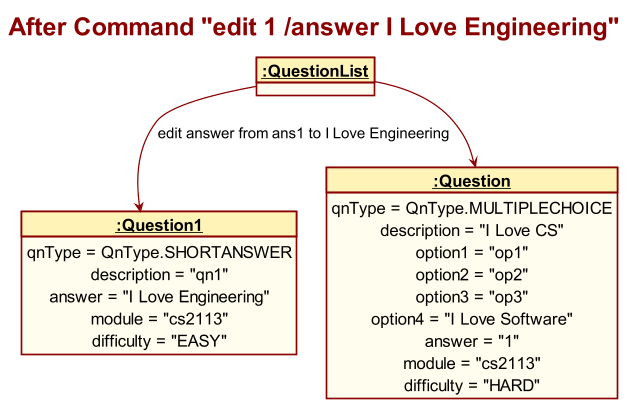 After Command "edit 1 /answer I Love Engineering"
:QuestionList
edit answer from ans1 to I Love Engineering
:Question1
qnType = QnType.SHORTANSWER
description = "qn1"
answer = "I Love Engineering"
module = "cs2113"
difficulty = "EASY"
:Question
qnType = QnType.MULTIPLECHOICE
description = "I Love CS"
option1 = "op1"
option2 = "op2"
option3 = "op3"
option4 = "I Love Software"
answer = "1"
module = "cs2113"
difficulty = "HARD"